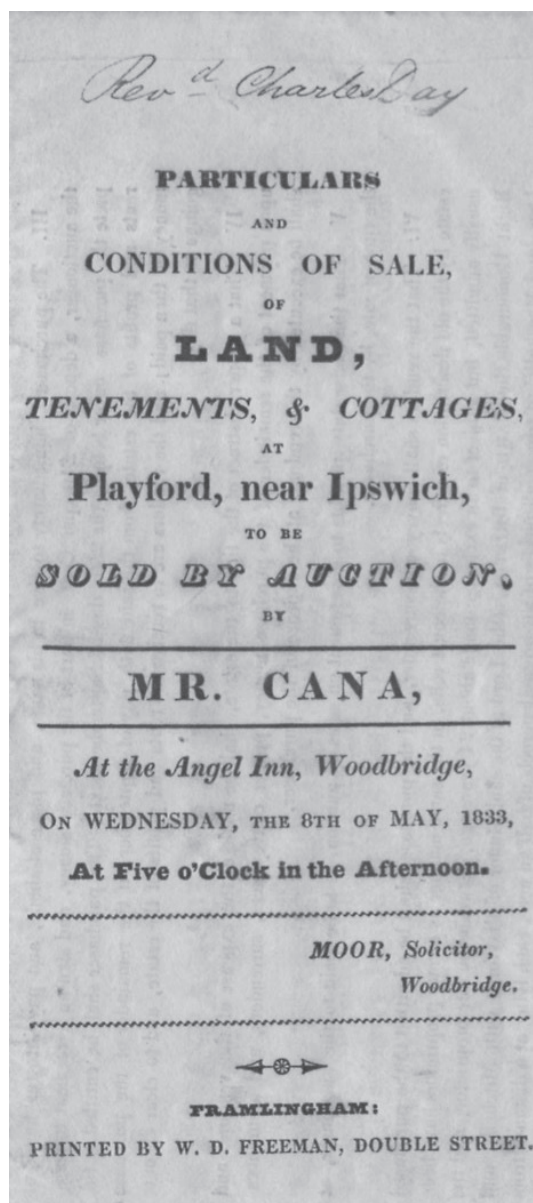 Revd Charles Day
PARTICULARS
AND
CONDITIONS OF SALE,
OF
LAND,
TENEMENTS, & COTTAGES,
AT
Playford, near Ipswich,
TO BE
SOLD BY AUCTION,
BY
MR. CANA,
At the Angel Inn, Woodbridge,
ON WEDNESDAY, THE 8TH OF MAY, 1833,
At Five o'Clock in the Afternoon.
MOOR, Solicitor,
Woodbridge.
FRAMLINGHAM:
PRINTED BY W. D. FREEMAN, DOUBLE STREET.